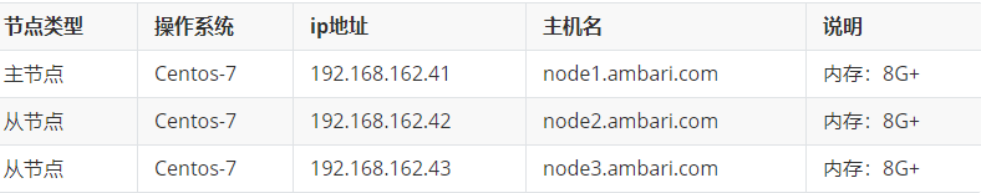 节点类型 操作系统 ip地址 主机名 说明
主节点 Centos-7 192.168.162.41 node1.ambari.com 内存：8G+
从节点 Centos-7 192.168.162.42 node2.ambari.com 内存：8G+
从节点 Centos-7 192.168.162.43 node3.ambari.com 内存：8G+